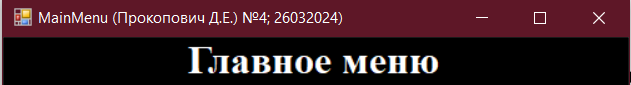 MainMenu (Прокопович Д.Е.) №4; 26032024)
Главное меню